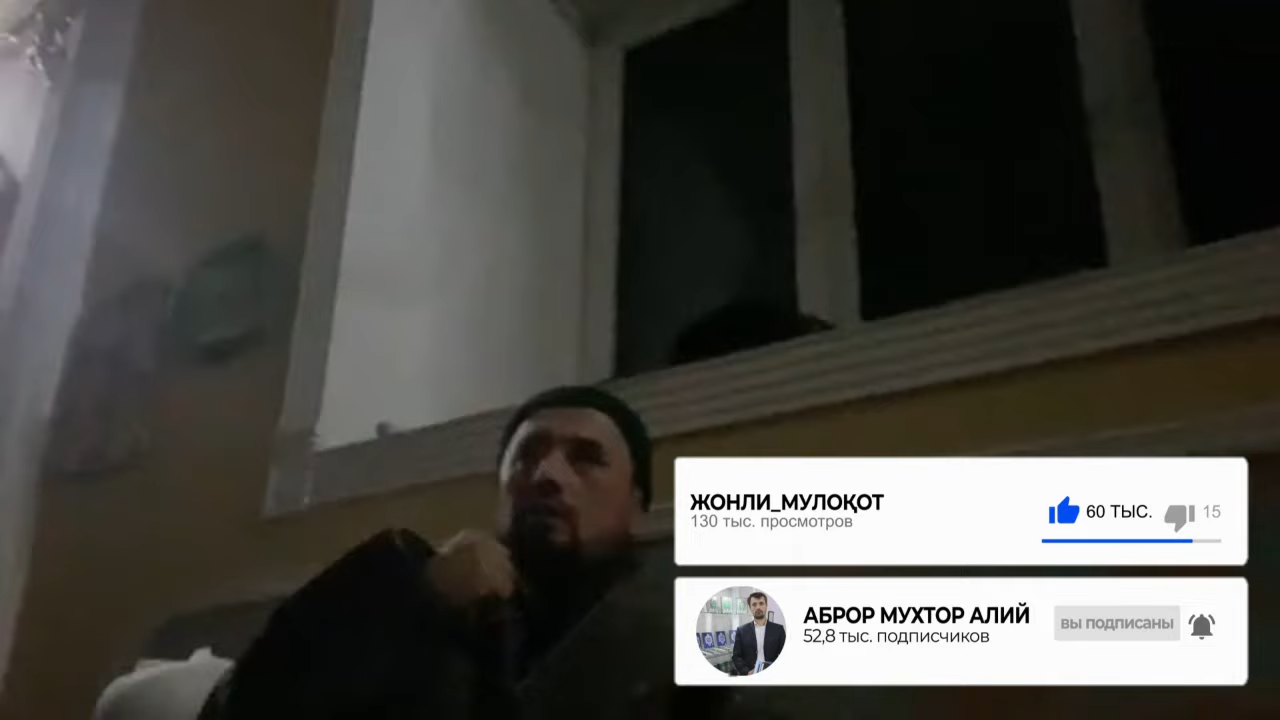 ЖОНЛИ_МУЛОҚОТ
130 тыс. просмотров
60 ТЫС.
15
АБРОР МУХТОР АЛИЙ
52,8 тыс. подписчиков
вы подписаны